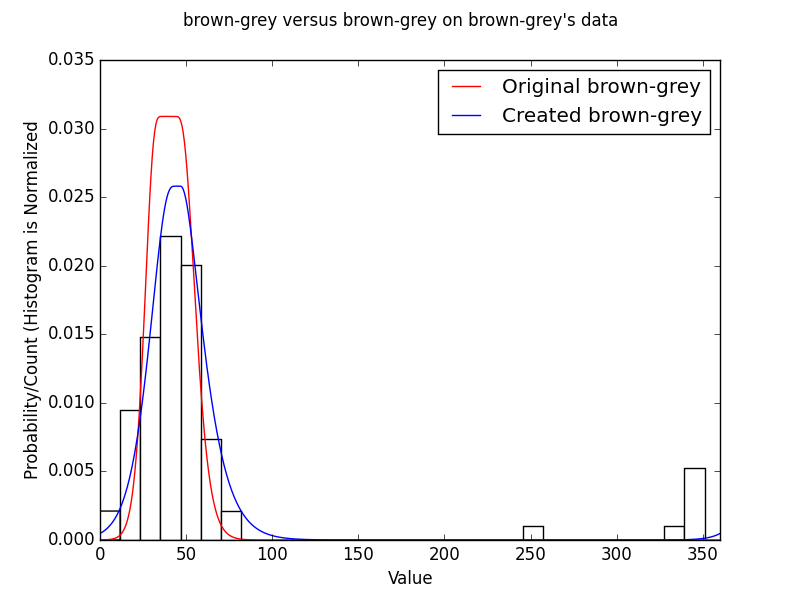 brown-grey versus brown-grey on brown-grey's data
Original brown-grey
Created brown-grey
Probability/Count (Histogram is Normalized
0.035
0.030
0.025
0.020
0.015
0.010
0.005
0.000
0 50 100 150 200 250 300 350
Value